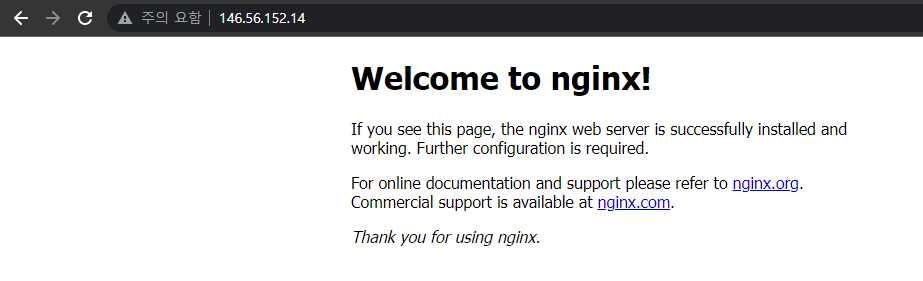 주의 요함 146.56.152.14
Welcome to nginx!
If you see this page, the nginx web server is successfully installed and
working. Further configuration is required.
For online documentation and support please refer to nginx.org.
Commercial support is available at nginx.com.
Thank you for using nginx.